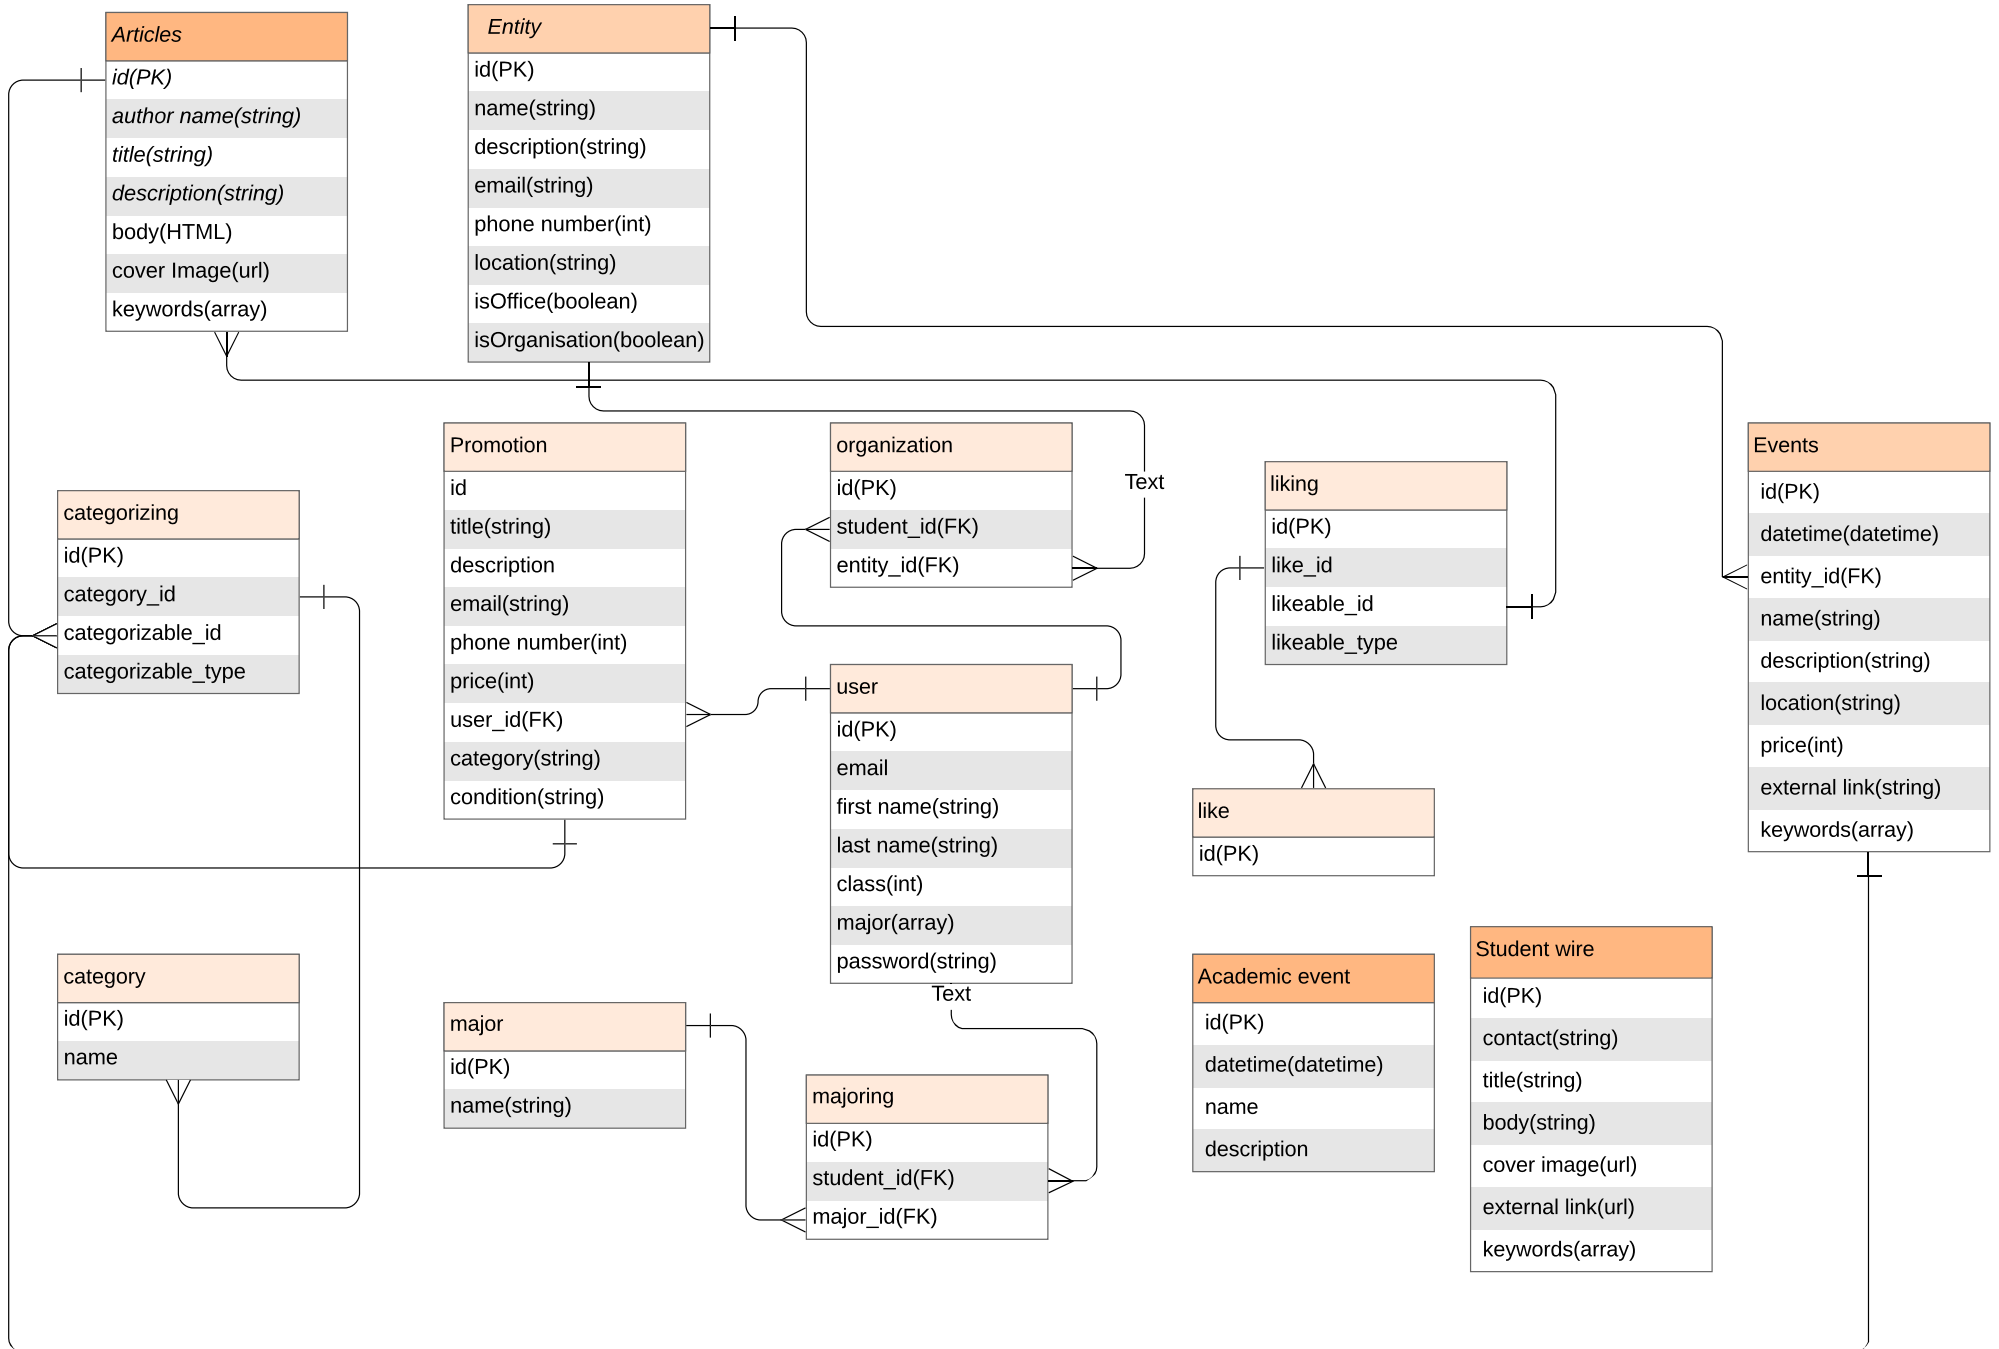 Articles
id(PK)
author name(string)
title(string)
description(string)
body(HTML)
cover Image(url)
keywords(array)
Entity
id(PK)
name(string)
description(string)
email(string)
phone number(int)
location(string)
isOffice(boolean)
isOrganisation(boolean)
categorizing
id(PK)
category_id
categorizable_id
categorizable_type
Promotion
id
title(string)
description
email(string)
phone number(int)
price(int)
user_id(FK)
category(string)
condition(string)
organization
id(PK)
student_id(FK)
entity_id(FK)
Text
liking
id(PK)
like_id
likeable_id
likeable_type
Events
id(PK)
datetime(datetime)
entity_id(FK)
name(string)
description(string)
location(string)
price(int)
external link(string)
keywords(array)
user
id(PK)
email
first name(string)
last name(string)
class(int)
major(array)
password(string)
Text
like
id(PK)
category
id(PK)
name
major
id(PK)
name(string)
majoring
id(PK)
student_id(FK)
major_id(FK)
Academic event
id(PK)
datetime(datetime)
name
description
Student wire
id(PK)
contact(string)
title(string)
body(string)
cover image(url)
external link(url)
keywords(array)